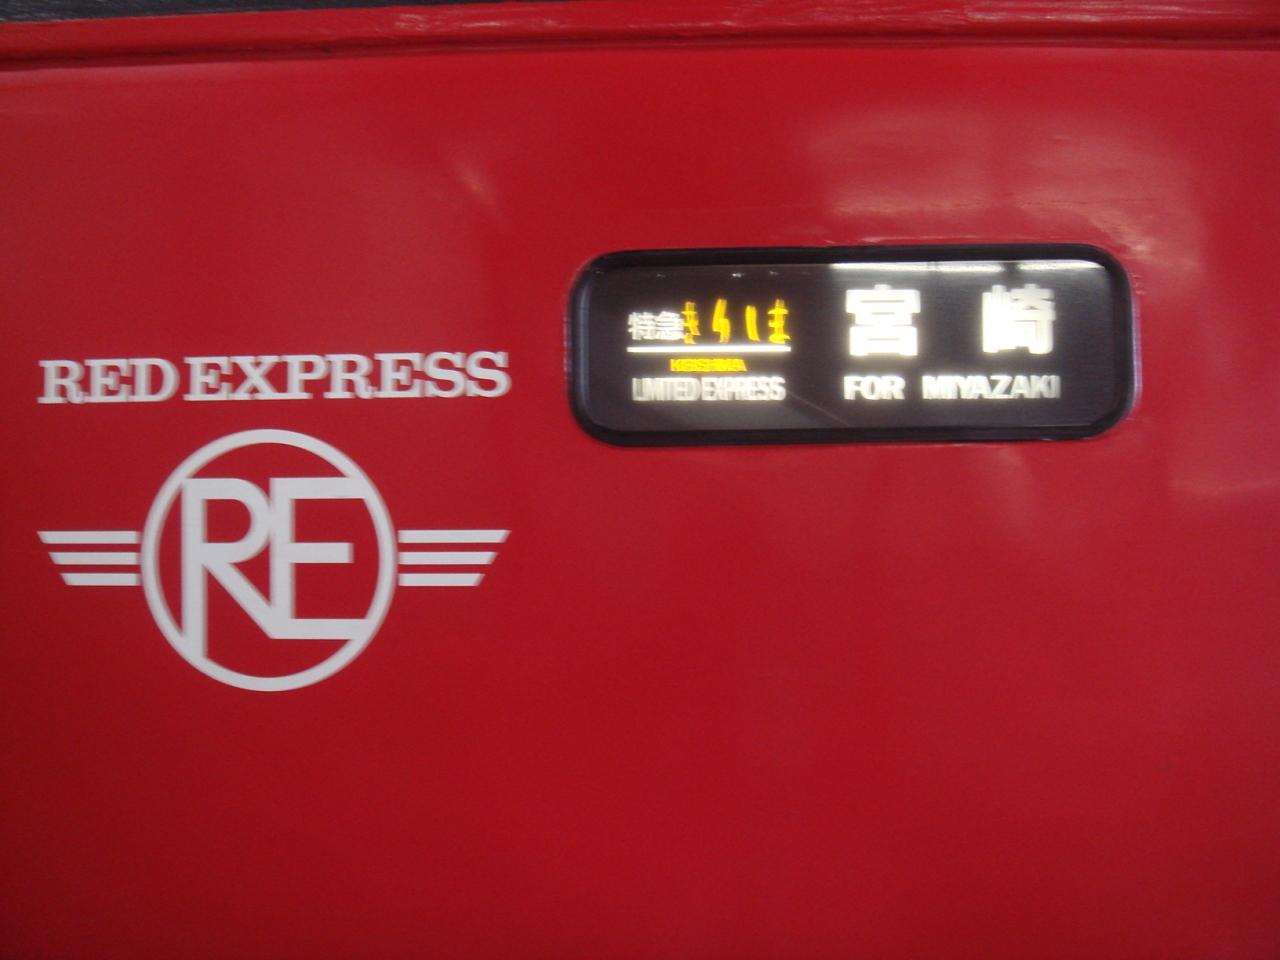 RED EXPRESS
RE
特急きりしま
KIRISHIMA
LIMITED EXPRESS
宮崎
FOR MIYAZAKI